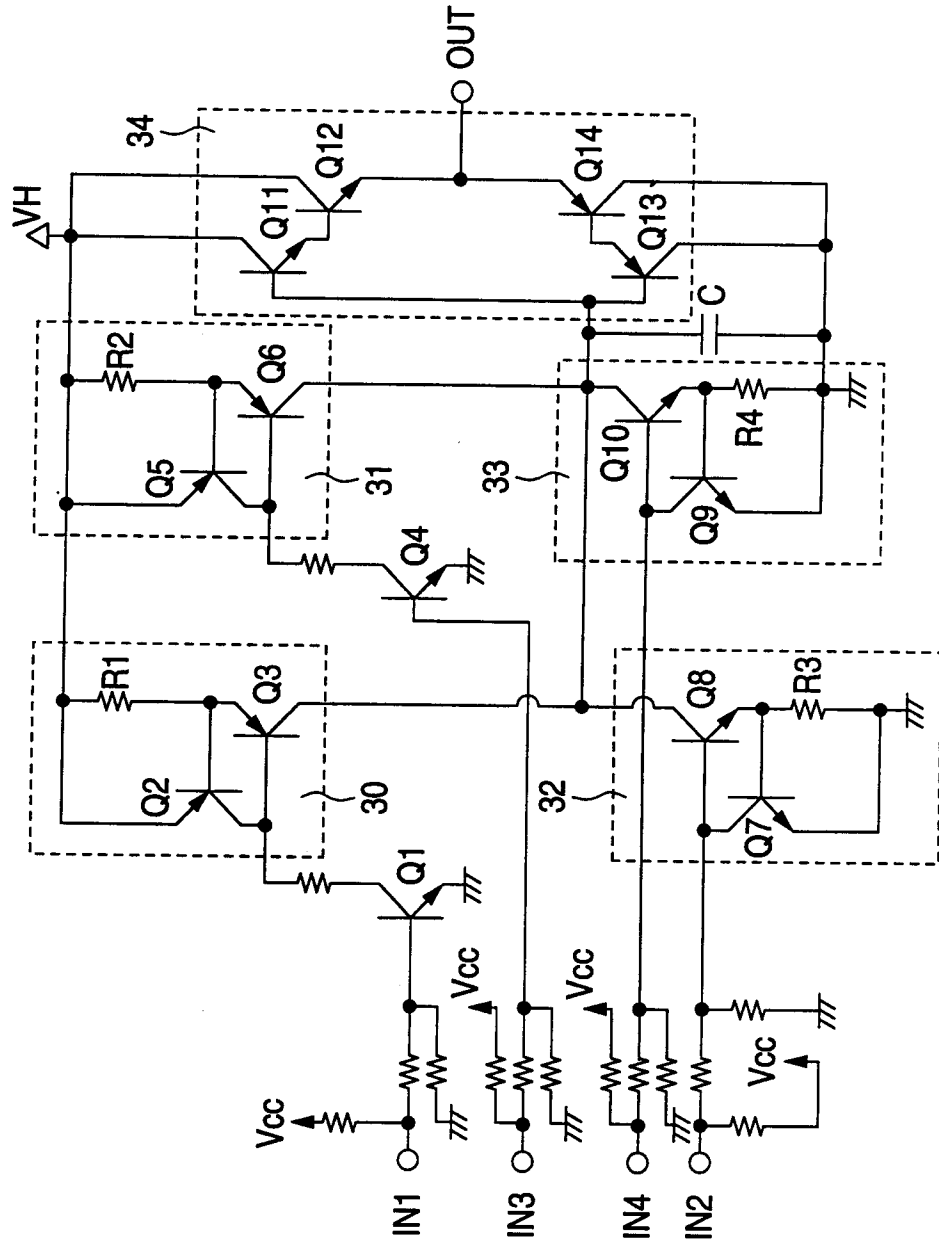 VH
34
OUT
Q12
Q11
Q14
Q13
R2
Q6
Q5
31
C
Q10
33
R4
Q9
Q4
R1
Q3
Q2
30
Q8
32
R3
Q7
Q1
Vcc
Vcc
Vcc
Vcc
IN1
IN3
IN4
IN2